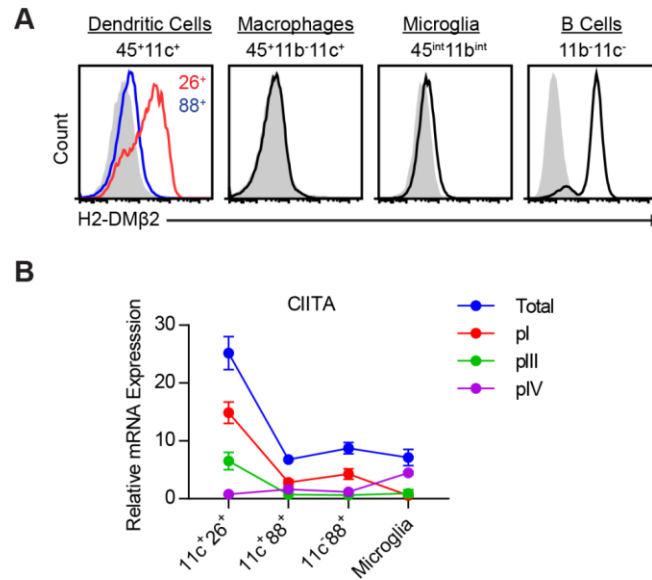 A
Dendritic Cells
45+11c+
Macrophages
45+11b-11c+
Microglia
45int11bint
B Cells
11b-11c-
26+
88+
Count
H2-DMβ2
B
CIITA
Relative mRNA Expresssion
30
20
10
0
11c+26+
11c+88+
11c-88+
Microglia
Total
pI
pIII
pIV